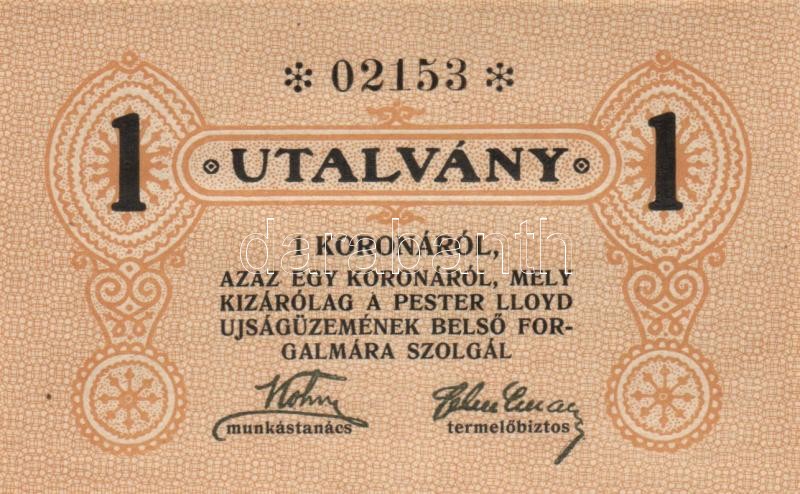 * 02153 *
1 UTALVÁNY 1
1 KORONÁRÓL,
AZAZ EGY KORONÁRÓL, MELY
KIZÁRÓLAG A PESTER LLOYD
UJSÁGÜZEMÉNEK BELSŐ FOR-
GALMÁRA SZOLGÁL
munkástanács termelőbiztos
darabanth